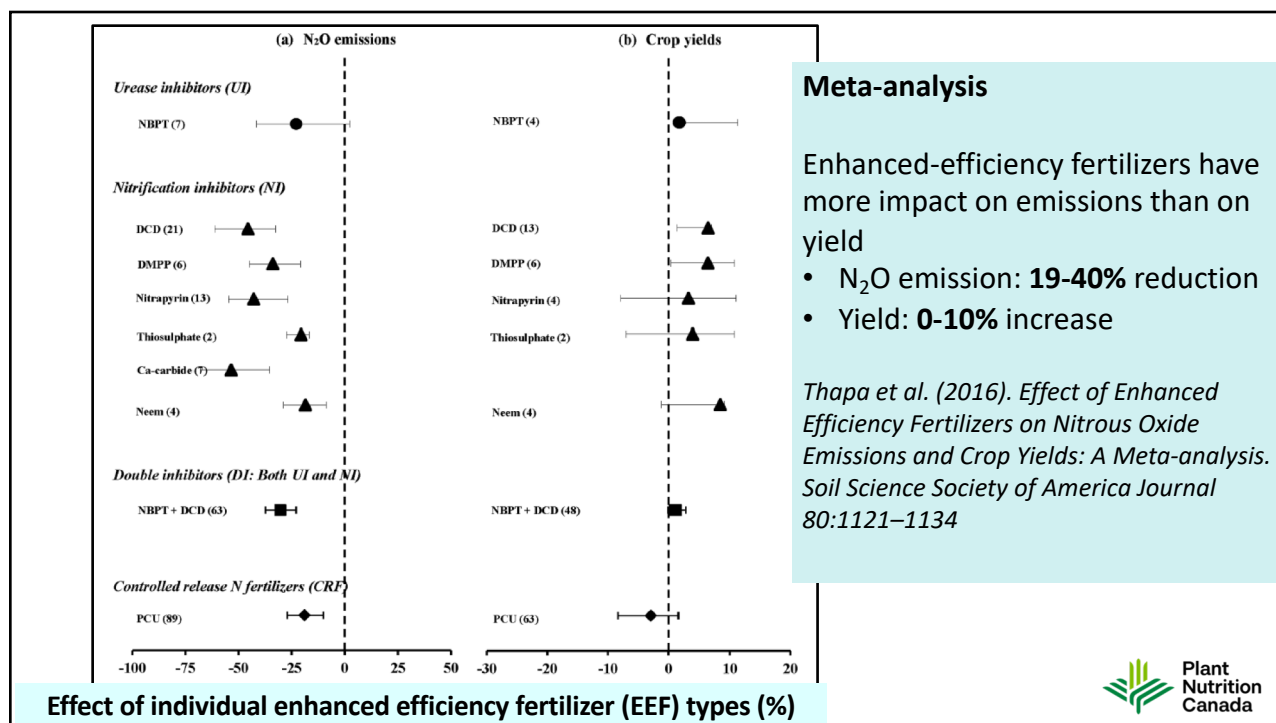 (a) N₂O emissions
(b) Crop yields
Urease inhibitors (UI)
NBPT (7)
NBPT (4)
Nitrification inhibitors (NI)
DCD (21)
DCD (13)
DMPP (6)
DMPP (6)
Nitrapyrin (13)
Nitrapyrin (4)
Thiosulphate (2)
Thiosulphate (2)
Ca-carbide (7)
Neem (4)
Neem (4)
Double inhibitors (DI: Both UI and NI)
NBPT + DCD (63)
NBPT + DCD (48)
Controlled release N fertilizers (CRF)
PCU (89)
PCU (63)
-100 -75 -50 -25 0 25 50
-30 -20 -10 0 10 20
Effect of individual enhanced efficiency fertilizer (EEF) types (%)
Meta-analysis
Enhanced-efficiency fertilizers have
more impact on emissions than on
yield
• N₂O emission: 19-40% reduction
• Yield: 0-10% increase
Thapa et al. (2016). Effect of Enhanced
Efficiency Fertilizers on Nitrous Oxide
Emissions and Crop Yields: A Meta-analysis.
Soil Science Society of America Journal
80:1121–1134
Plant
Nutrition
Canada